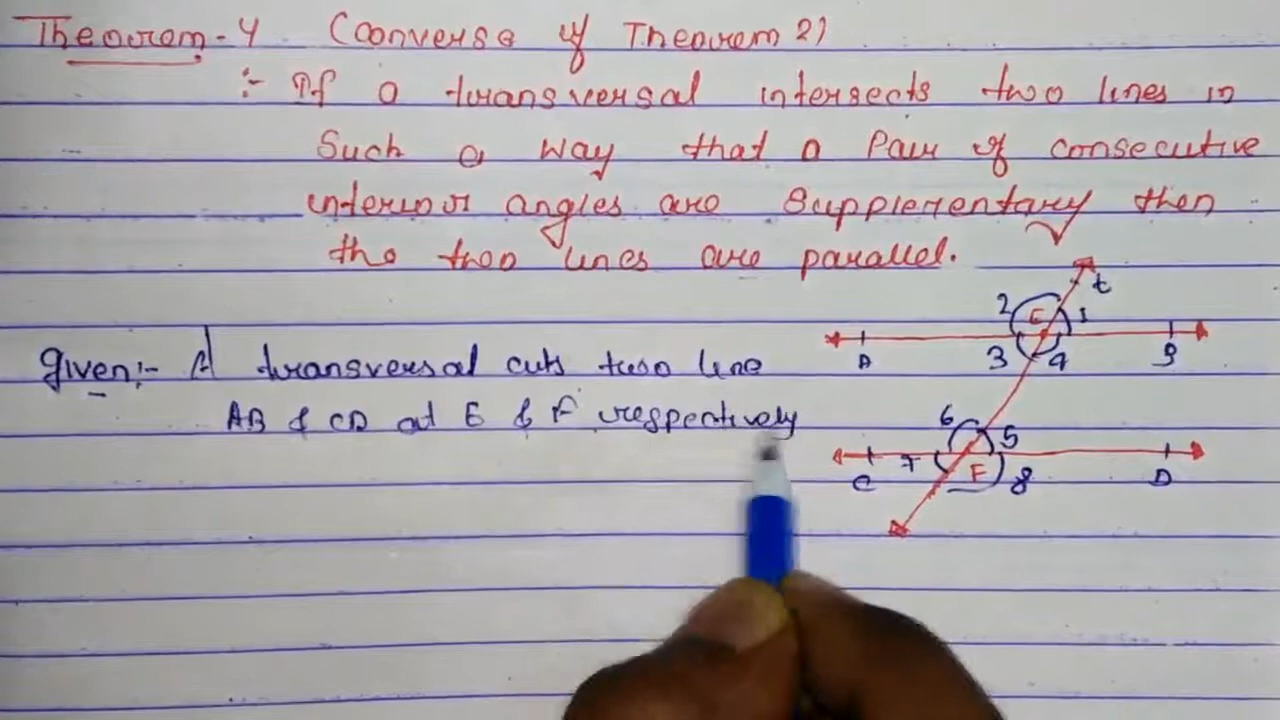 Theorem-4 (Converse of Theorem 2)
:- If a transversal intersects two lines in
Such a way that a Pair of consecutive
interior angles are Supplementary then
the two lines are parallel.
Given:- A transversal cuts two line
AB & CD at E & F respectively
t
2 E 1
A 3 4 B
6 5
C 7 F 8 D